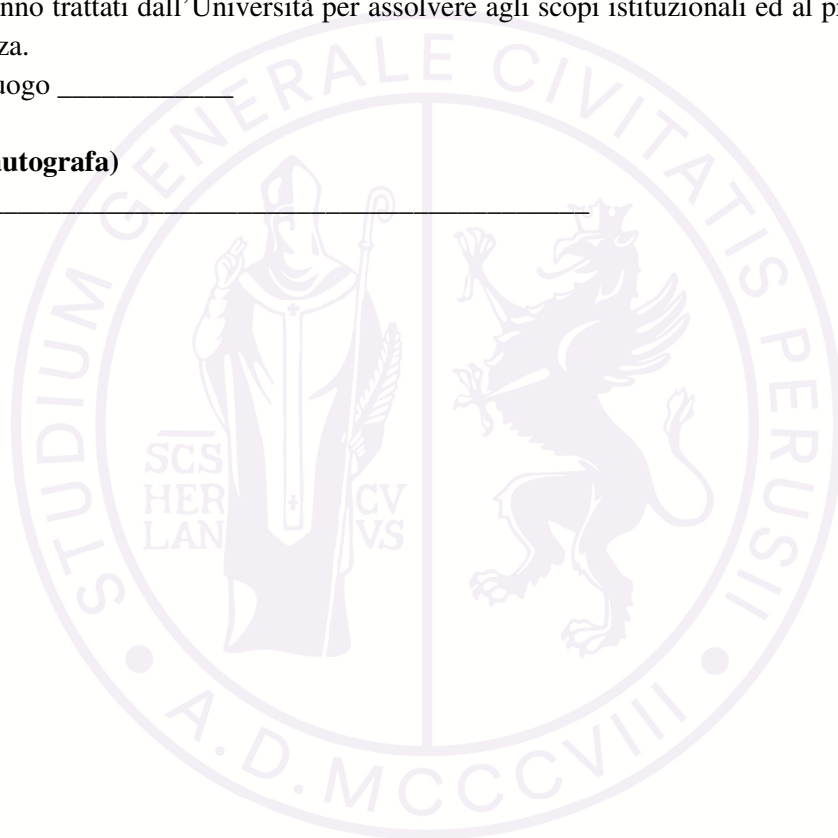 nno trattati dall'Università per assolvere agli scopi istituzionali ed al p
za.
uogo ____________
utografa)
STUDIUM GENERALE CIVITATIS PERUSII
SCS
HER
LAN
CV
VS
A.D. MCCCVIII